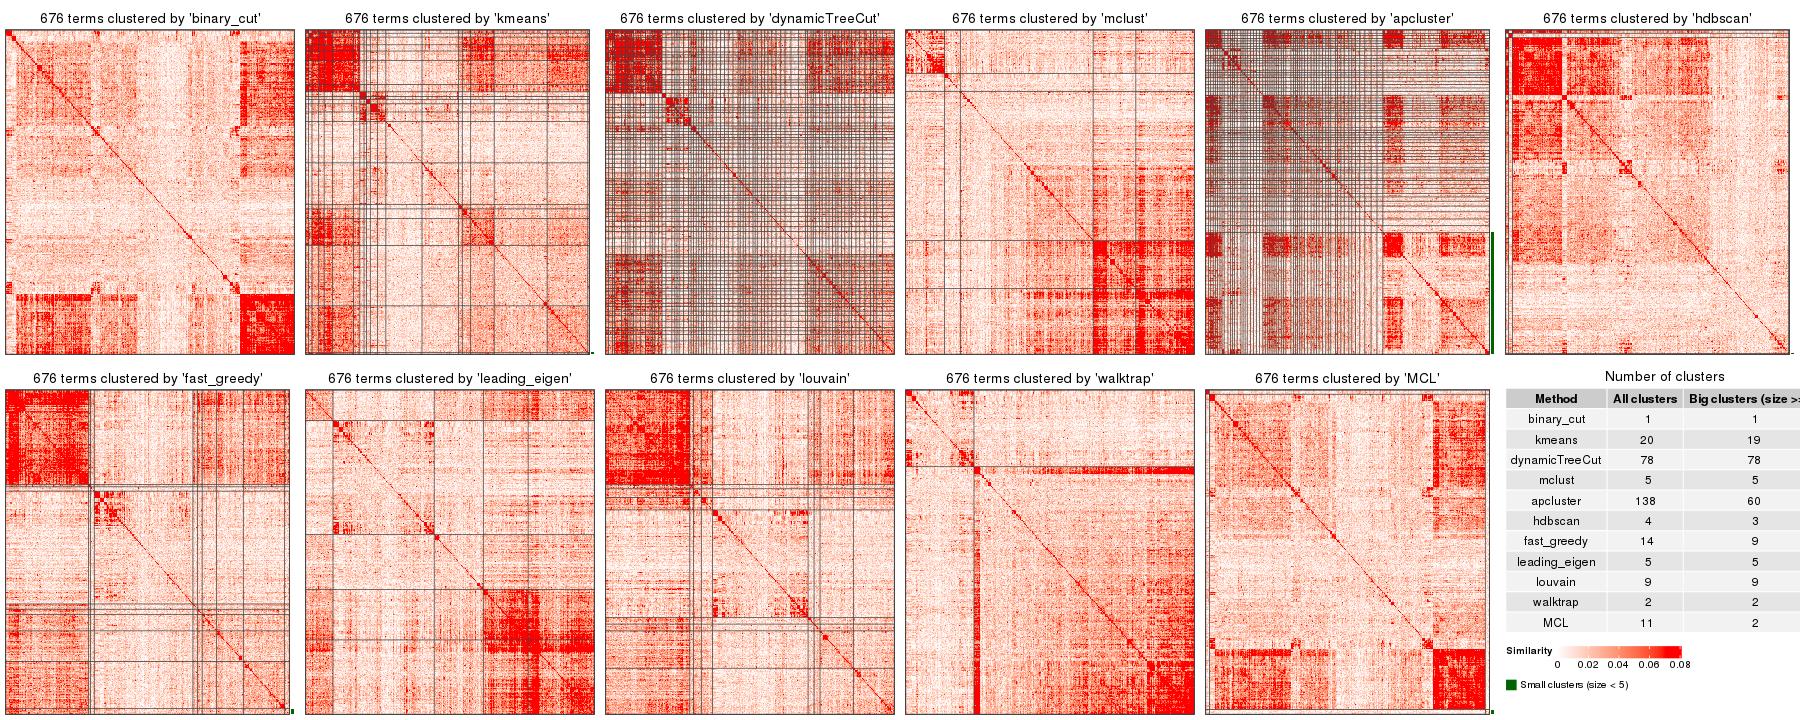 676 terms clustered by 'binary_cut'
676 terms clustered by 'kmeans'
676 terms clustered by 'dynamicTreeCut'
676 terms clustered by 'mclust'
676 terms clustered by 'apcluster'
676 terms clustered by 'hdbscan'
676 terms clustered by 'fast_greedy'
676 terms clustered by 'leading_eigen'
676 terms clustered by 'louvain'
676 terms clustered by 'walktrap'
676 terms clustered by 'MCL'
Number of clusters
Method All clusters Big clusters (size >
binary_cut 1 1
kmeans 20 19
dynamicTreeCut 78 78
mclust 5 5
apcluster 138 60
hdbscan 4 3
fast_greedy 14 9
leading_eigen 5 5
louvain 9 9
walktrap 2 2
MCL 11 2
Similarity
0 0.02 0.04 0.06 0.08
Small clusters (size < 5)